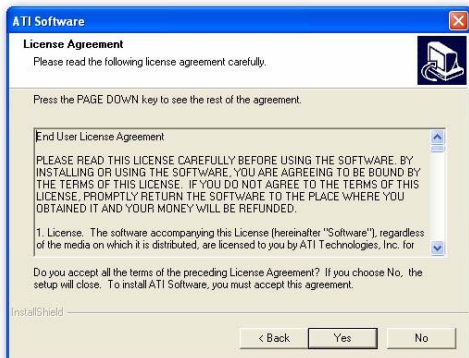 ATI Software
License Agreement
Please read the following license agreement carefully.
Press the PAGE DOWN key to see the rest of the agreement.
End User License Agreement
PLEASE READ THIS LICENSE CAREFULLY BEFORE USING THE SOFTWARE. BY
INSTALLING OR USING THE SOFTWARE, YOU ARE AGREEING TO BE BOUND BY
THE TERMS OF THIS LICENSE. IF YOU DO NOT AGREE TO THE TERMS OF THIS
LICENSE, PROMPTLY RETURN THE SOFTWARE TO THE PLACE WHERE YOU
OBTAINED IT AND YOUR MONEY WILL BE REFUNDED.
1. License. The software accompanying this License (hereinafter "Software"), regardless
of the media on which it is distributed, are licensed to you by ATI Technologies, Inc. for
Do you accept all the terms of the preceding License Agreement? If you choose No, the
setup will close. To install ATI Software, you must accept this agreement.
InstallShield
< Back Yes No